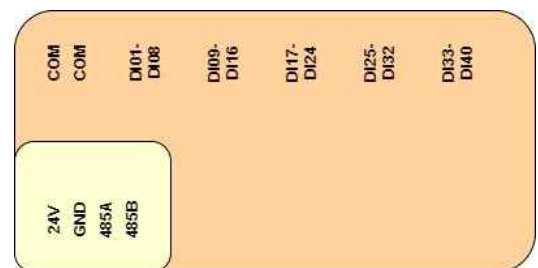 COM
COM
DI01-
DI08
DI09-
DI16
DI17-
DI24
DI25-
DI32
DI33-
DI40
24V
GND
485A
485B